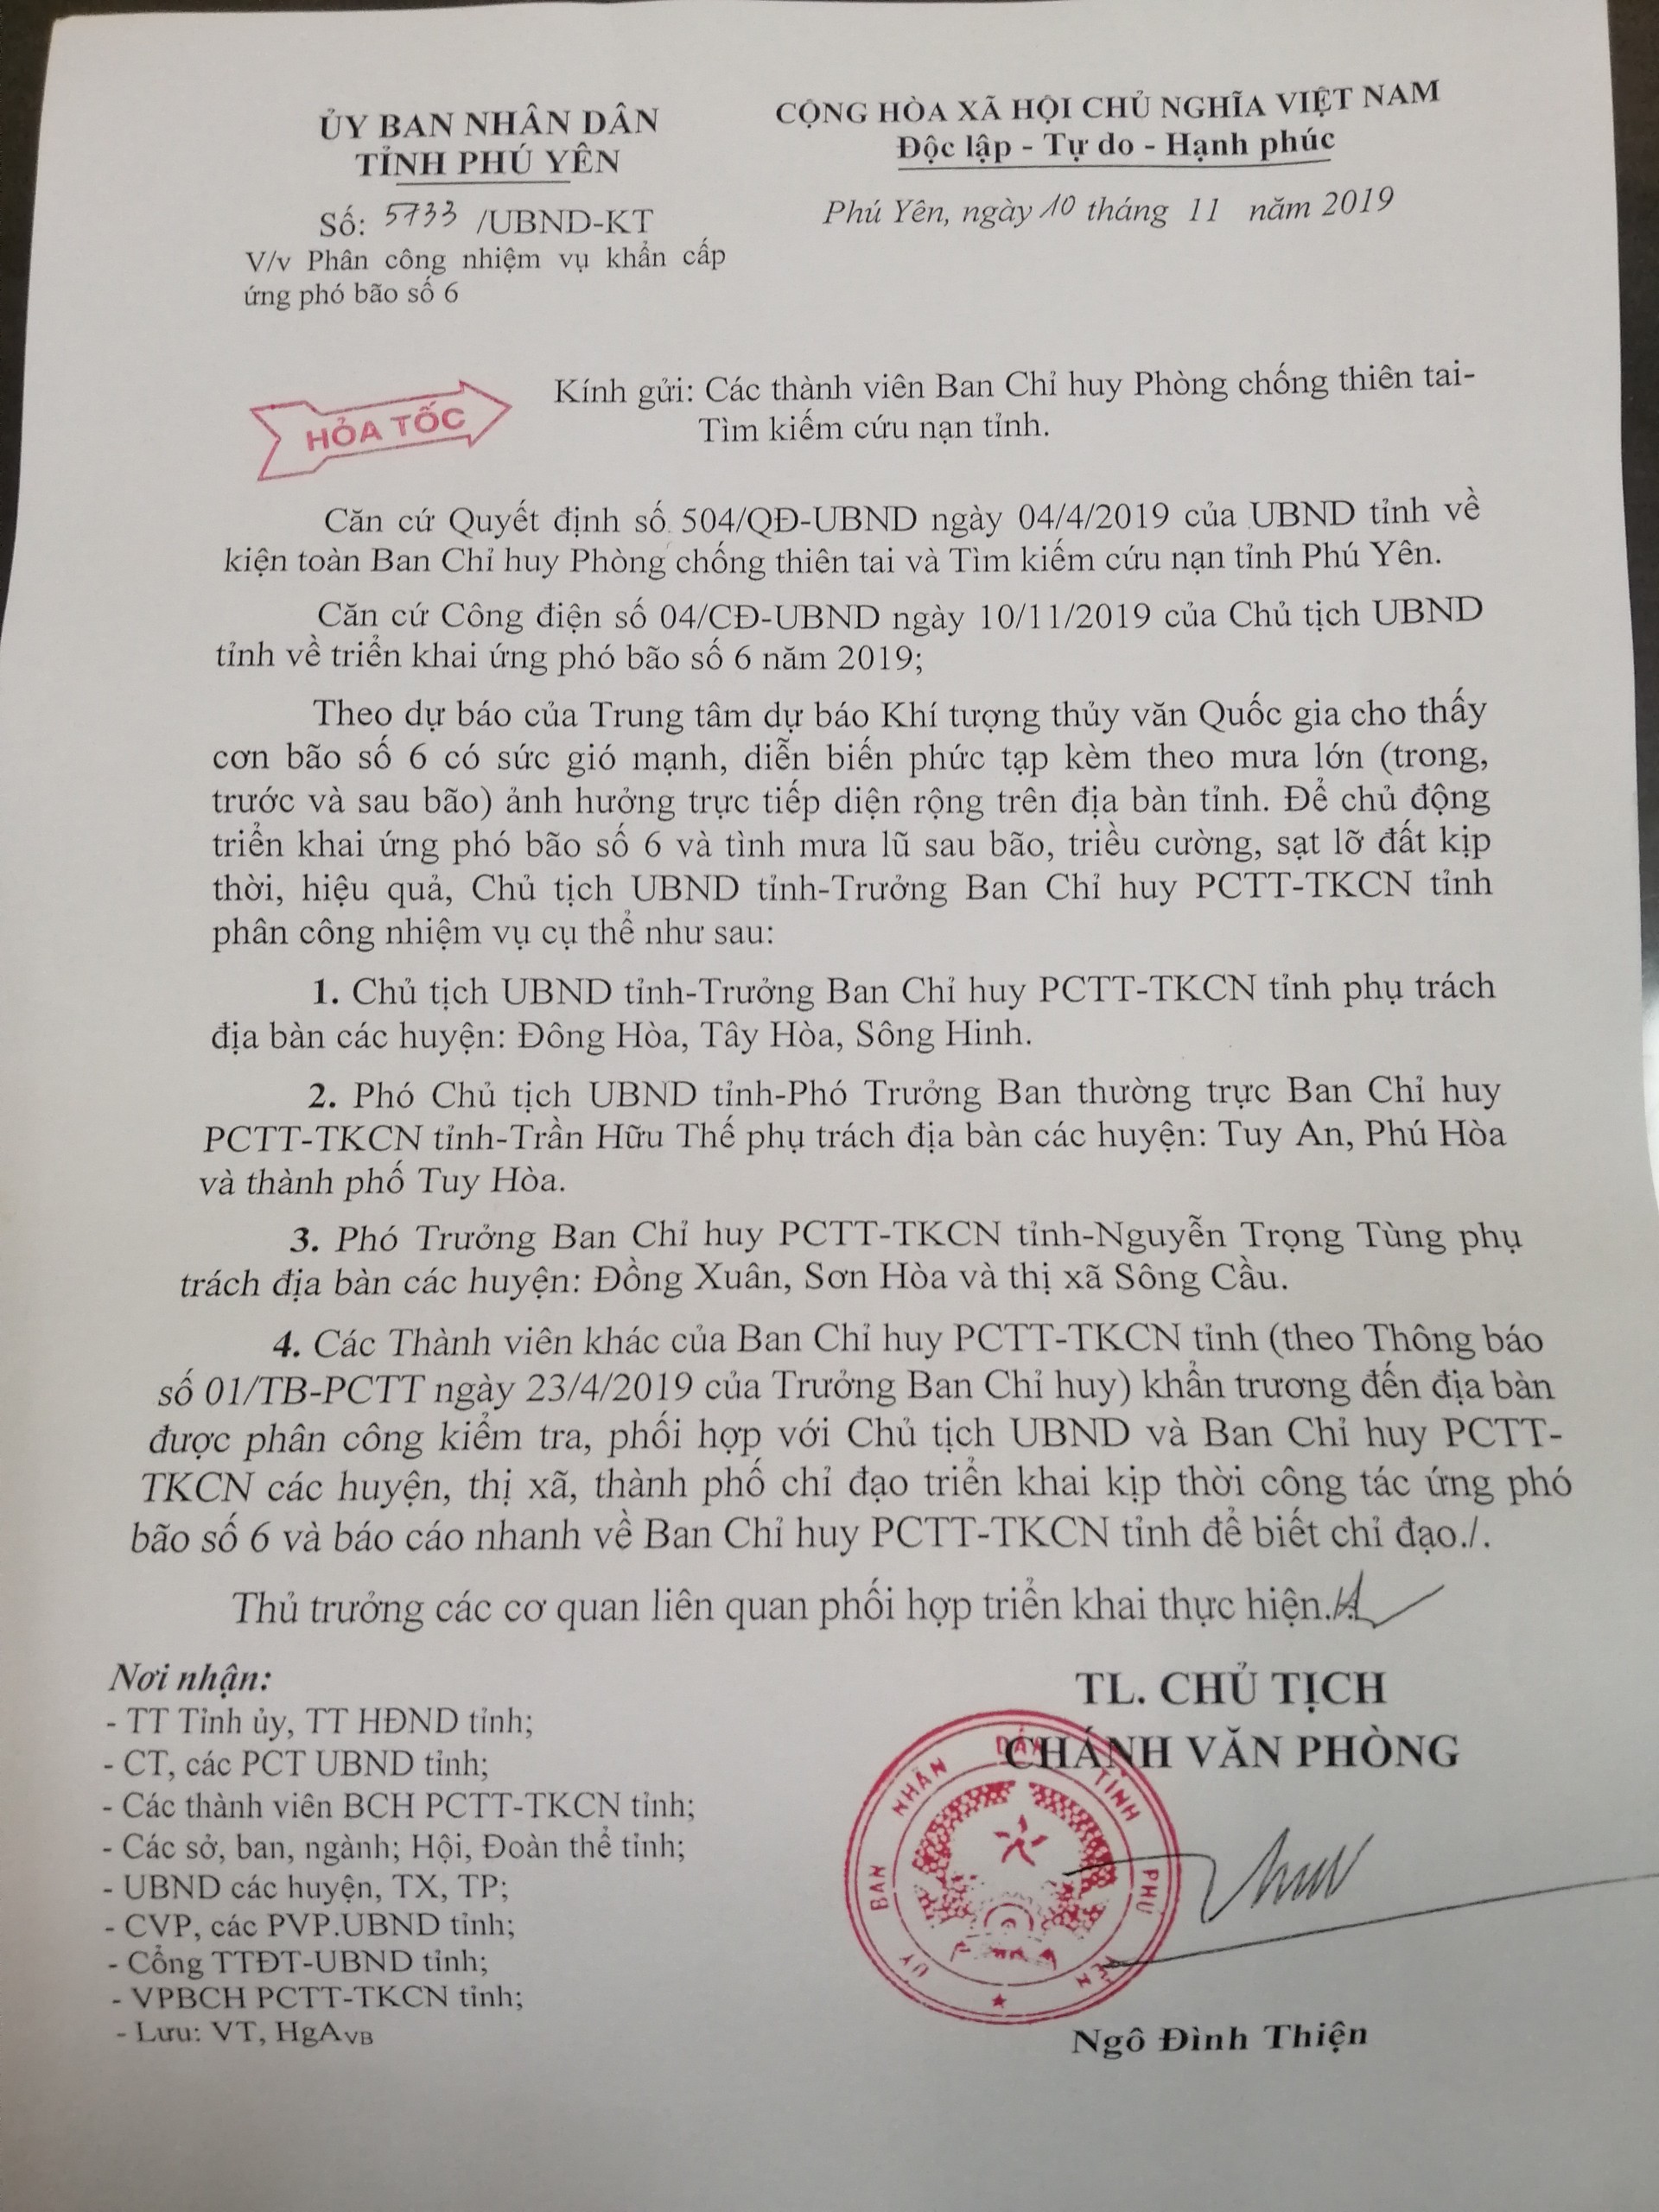 ỦY BAN NHÂN DÂN
TỈNH PHÚ YÊN
CỘNG HÒA XÃ HỘI CHỦ NGHĨA VIỆT NAM
Độc lập - Tự do - Hạnh phúc
Số: 5733 /UBND-KT
V/v Phân công nhiệm vụ khẩn cấp
ứng phó bão số 6
Phú Yên, ngày 10 tháng 11 năm 2019
HỎA TỐC
Kính gửi: Các thành viên Ban Chỉ huy Phòng chống thiên tai-
Tìm kiếm cứu nạn tỉnh.
Căn cứ Quyết định số 504/QĐ-UBND ngày 04/4/2019 của UBND tỉnh về
kiện toàn Ban Chỉ huy Phòng chống thiên tai và Tìm kiếm cứu nạn tỉnh Phú Yên.
Căn cứ Công điện số 04/CĐ-UBND ngày 10/11/2019 của Chủ tịch UBND
tỉnh về triển khai ứng phó bão số 6 năm 2019;
Theo dự báo của Trung tâm dự báo Khí tượng thủy văn Quốc gia cho thấy
cơn bão số 6 có sức gió mạnh, diễn biến phức tạp kèm theo mưa lớn (trong,
trước và sau bão) ảnh hưởng trực tiếp diện rộng trên địa bàn tỉnh. Để chủ động
triển khai ứng phó bão số 6 và tình mưa lũ sau bão, triều cường, sạt lỡ đất kịp
thời, hiệu quả, Chủ tịch UBND tỉnh-Trưởng Ban Chỉ huy PCTT-TKCN tỉnh
phân công nhiệm vụ cụ thể như sau:
1. Chủ tịch UBND tỉnh-Trưởng Ban Chỉ huy PCTT-TKCN tỉnh phụ trách
địa bàn các huyện: Đông Hòa, Tây Hòa, Sông Hinh.
2. Phó Chủ tịch UBND tỉnh-Phó Trưởng Ban thường trực Ban Chỉ huy
PCTT-TKCN tỉnh-Trần Hữu Thế phụ trách địa bàn các huyện: Tuy An, Phú Hòa
và thành phố Tuy Hòa.
3. Phó Trưởng Ban Chỉ huy PCTT-TKCN tỉnh-Nguyễn Trọng Tùng phụ
trách địa bàn các huyện: Đồng Xuân, Sơn Hòa và thị xã Sông Cầu.
4. Các Thành viên khác của Ban Chỉ huy PCTT-TKCN tỉnh (theo Thông báo
số 01/TB-PCTT ngày 23/4/2019 của Trưởng Ban Chỉ huy) khẩn trương đến địa bàn
được phân công kiểm tra, phối hợp với Chủ tịch UBND và Ban Chỉ huy PCTT-
TKCN các huyện, thị xã, thành phố chỉ đạo triển khai kịp thời công tác ứng phó
bão số 6 và báo cáo nhanh về Ban Chỉ huy PCTT-TKCN tỉnh để biết chỉ đạo./.
Thủ trưởng các cơ quan liên quan phối hợp triển khai thực hiện./.
Nơi nhận:
- TT Tỉnh ủy, TT HĐND tỉnh;
- CT, các PCT UBND tỉnh;
- Các thành viên BCH PCTT-TKCN tỉnh;
- Các sở, ban, ngành; Hội, Đoàn thể tỉnh;
- UBND các huyện, TX, TP;
- CVP, các PVP.UBND tỉnh;
- Cổng TTĐT-UBND tỉnh;
- VPBCH PCTT-TKCN tỉnh;
- Lưu: VT, HgAVB
TL. CHỦ TỊCH
CHÁNH VĂN PHÒNG
ỦY BAN NHÂN DÂN TỈNH PHÚ YÊN
Ngô Đình Thiện